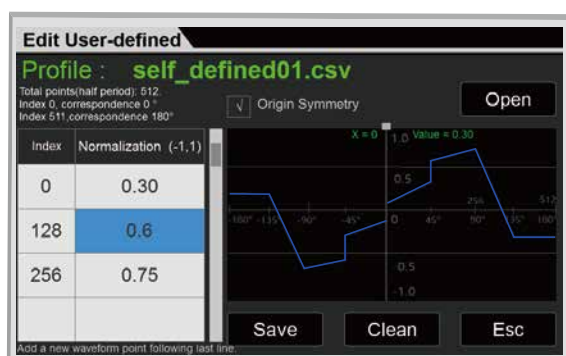 Edit User-defined
Profile : self_defined01.csv
Total points(half period): 512.
Index 0, correspondence 0 °
Index 511,correspondence 180°
√ Origin Symmetry
Open
Index Normalization (-1,1)
0 0.30
128 0.6
256 0.75
X = 0 1.0 Value = 0.30
0.5
256 512
-180° -135° -90° -45° 0 45° 90° 135° 180°
0.5
-1.0
Save Clean Esc
Add a new waveform point following last line.